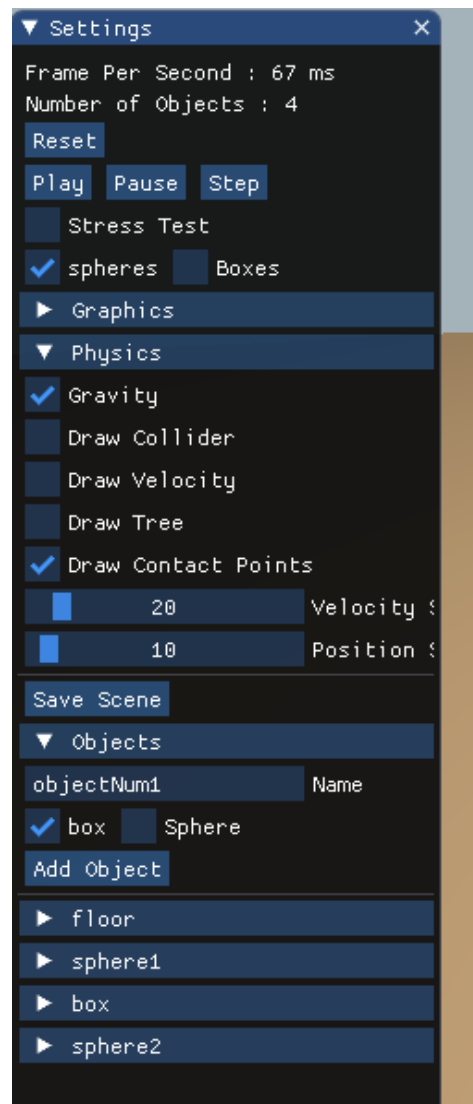 Settings
Frame Per Second : 67 ms
Number of Objects : 4
Reset
Play Pause Step
Stress Test
spheres Boxes
Graphics
Physics
Gravity
Draw Collider
Draw Velocity
Draw Tree
Draw Contact Points
20 Velocity
10 Position
Save Scene
Objects
objectNum1 Name
box Sphere
Add Object
floor
sphere1
box
sphere2